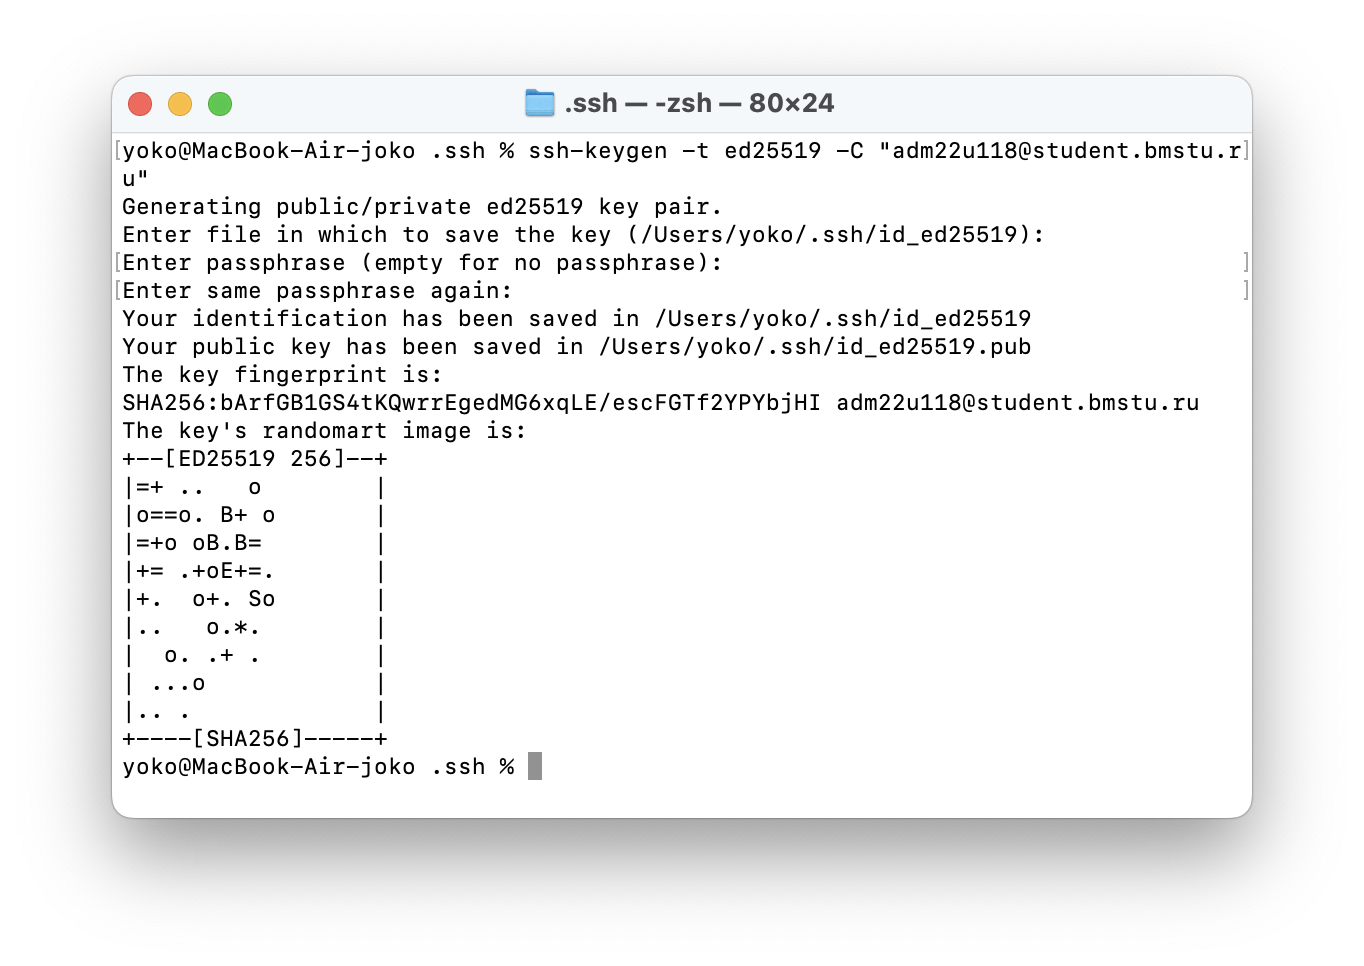 .ssh — -zsh — 80×24
yoko@MacBook-Air-joko .ssh % ssh-keygen -t ed25519 -C "adm22u118@student.bmstu.r
u"
Generating public/private ed25519 key pair.
Enter file in which to save the key (/Users/yoko/.ssh/id_ed25519):
Enter passphrase (empty for no passphrase):
Enter same passphrase again:
Your identification has been saved in /Users/yoko/.ssh/id_ed25519
Your public key has been saved in /Users/yoko/.ssh/id_ed25519.pub
The key fingerprint is:
SHA256:bArfGB1GS4tKQwrrEgedMG6xqLE/escFGTf2YPYbjHI adm22u118@student.bmstu.ru
The key's randomart image is:
+--[ED25519 256]--+
|=+ ..   o        |
|o==o. B+ o       |
|=+o oB.B=        |
|+= .+oE+=.       |
|+.  o+. So       |
|..   o.*.        |
|  o. .+ .        |
| ...o            |
|.. .             |
+----[SHA256]-----+
yoko@MacBook-Air-joko .ssh %